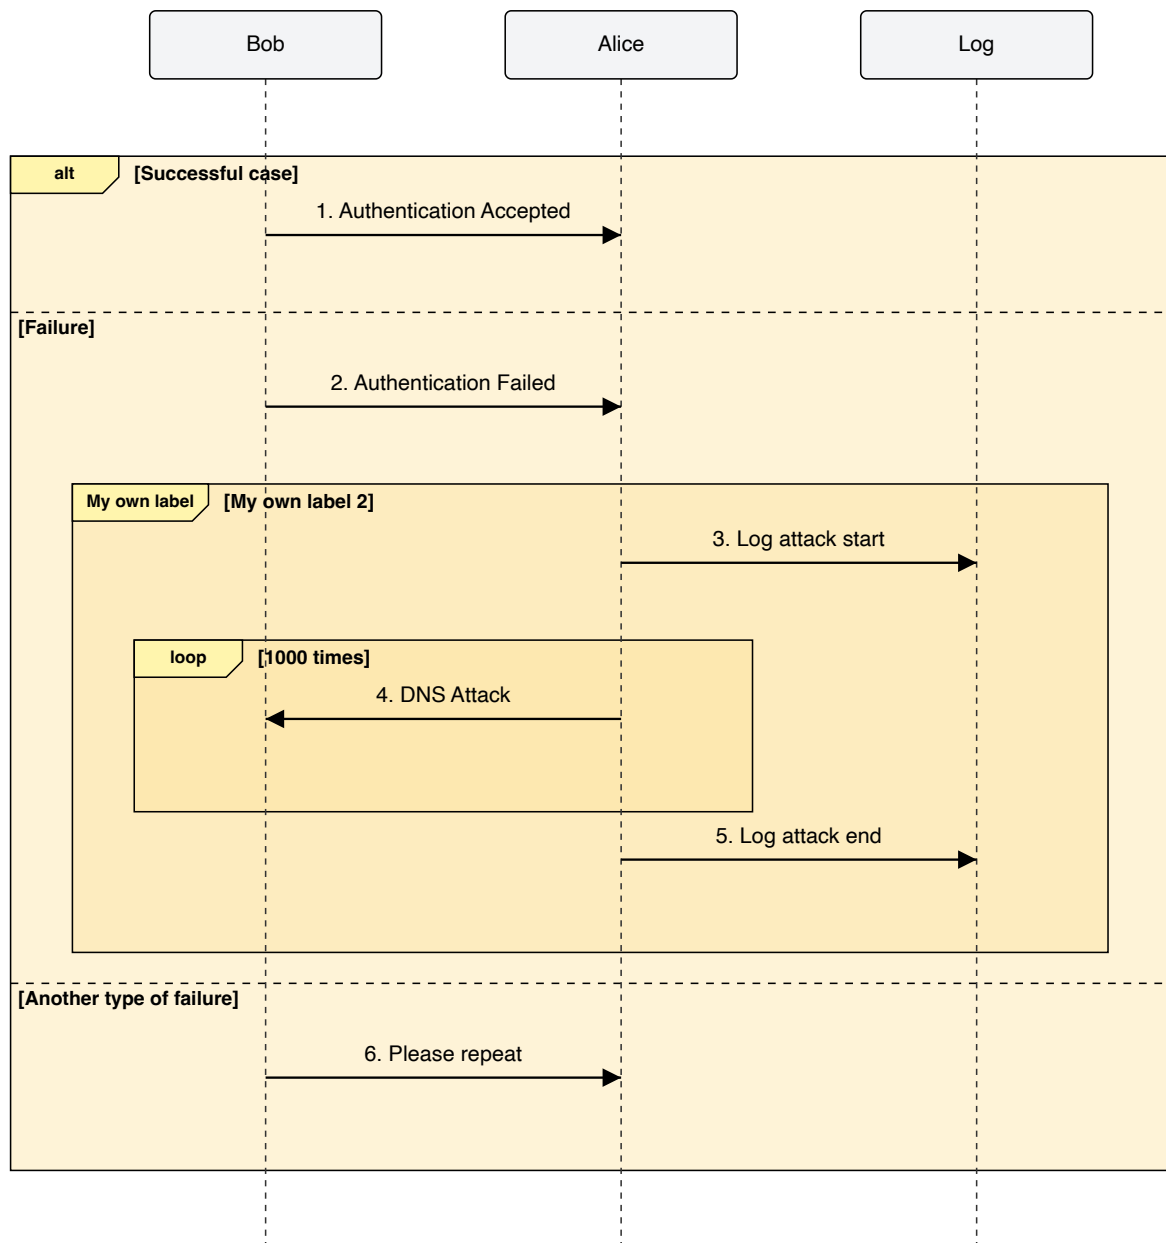 Bob
Alice
Log
alt
[Successful case]
1. Authentication Accepted
[Failure]
2. Authentication Failed
My own label
[My own label 2]
3. Log attack start
loop
[1000 times]
4. DNS Attack
5. Log attack end
[Another type of failure]
6. Please repeat